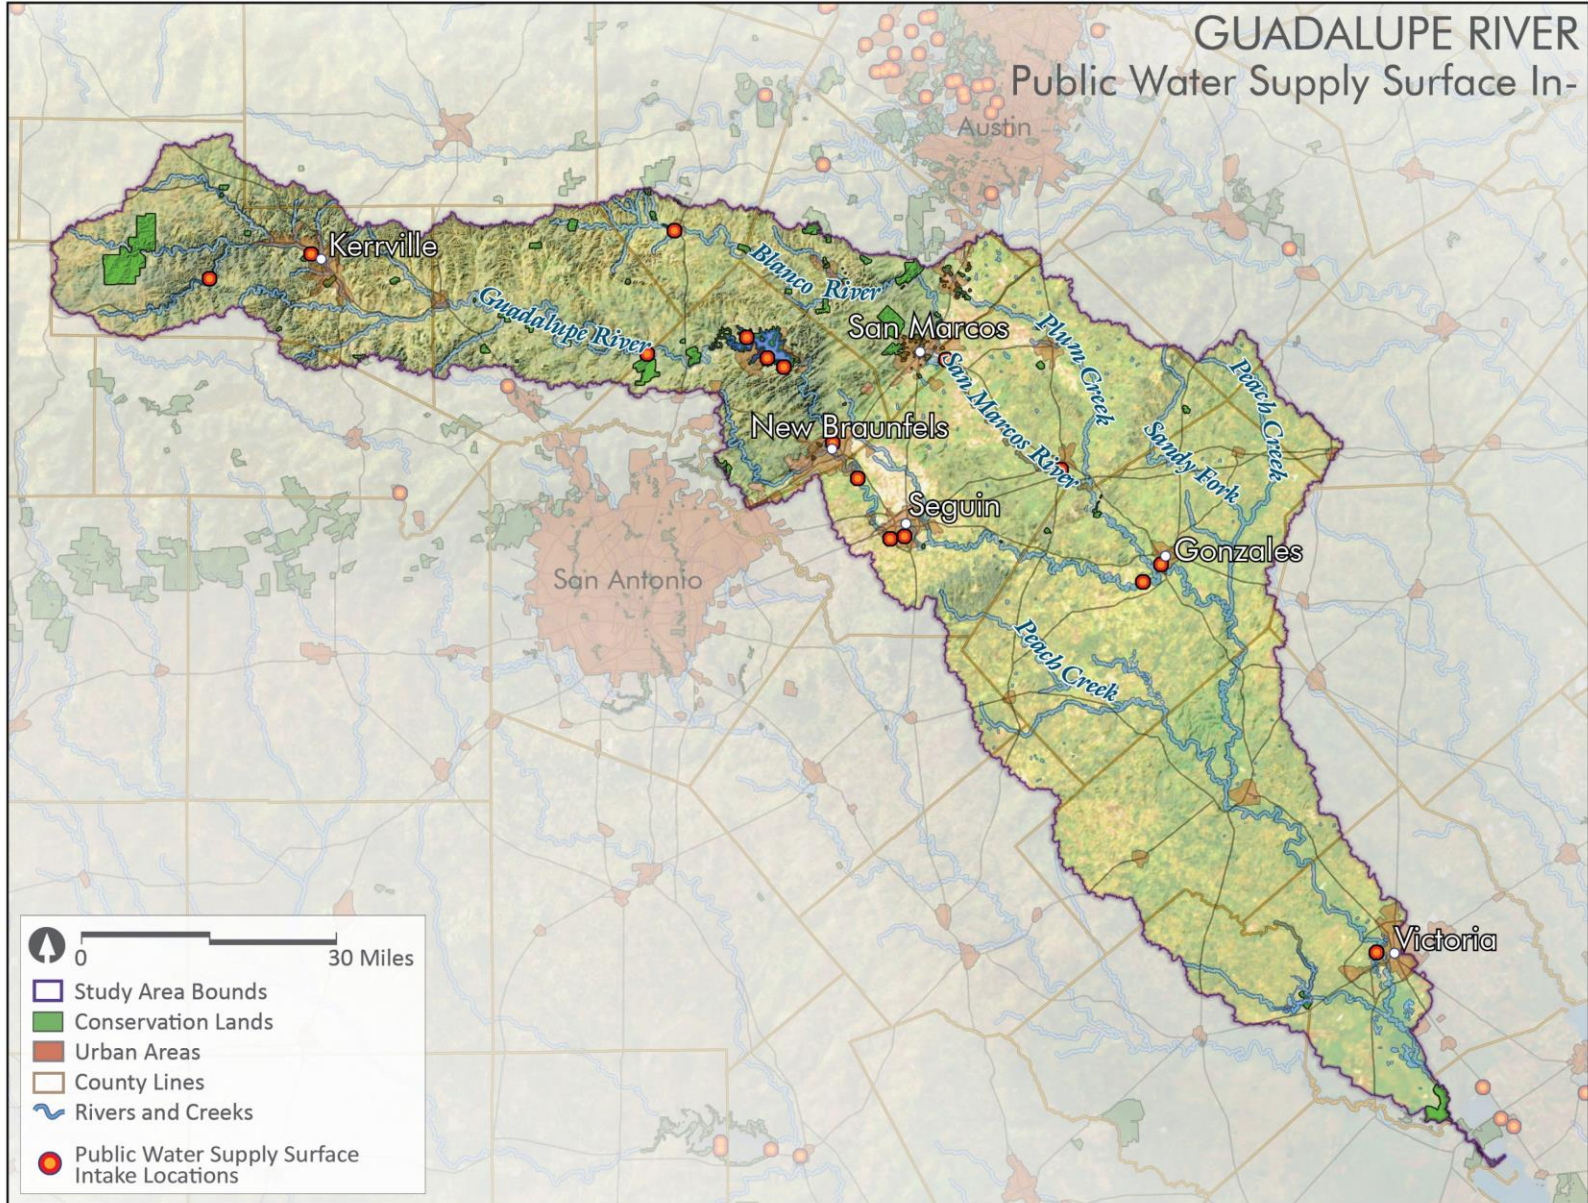 GUADALUPE RIVER
Public Water Supply Surface In-
Austin
Kerrville
Blanco River
Guadalupe River
San Marcos
Plum Creek
Peach Creek
San Marcos River
New Braunfels
Sandy Fork
Seguin
Gonzales
San Antonio
Peach Creek
Victoria
0 30 Miles
Study Area Bounds
Conservation Lands
Urban Areas
County Lines
Rivers and Creeks
Public Water Supply Surface
Intake Locations